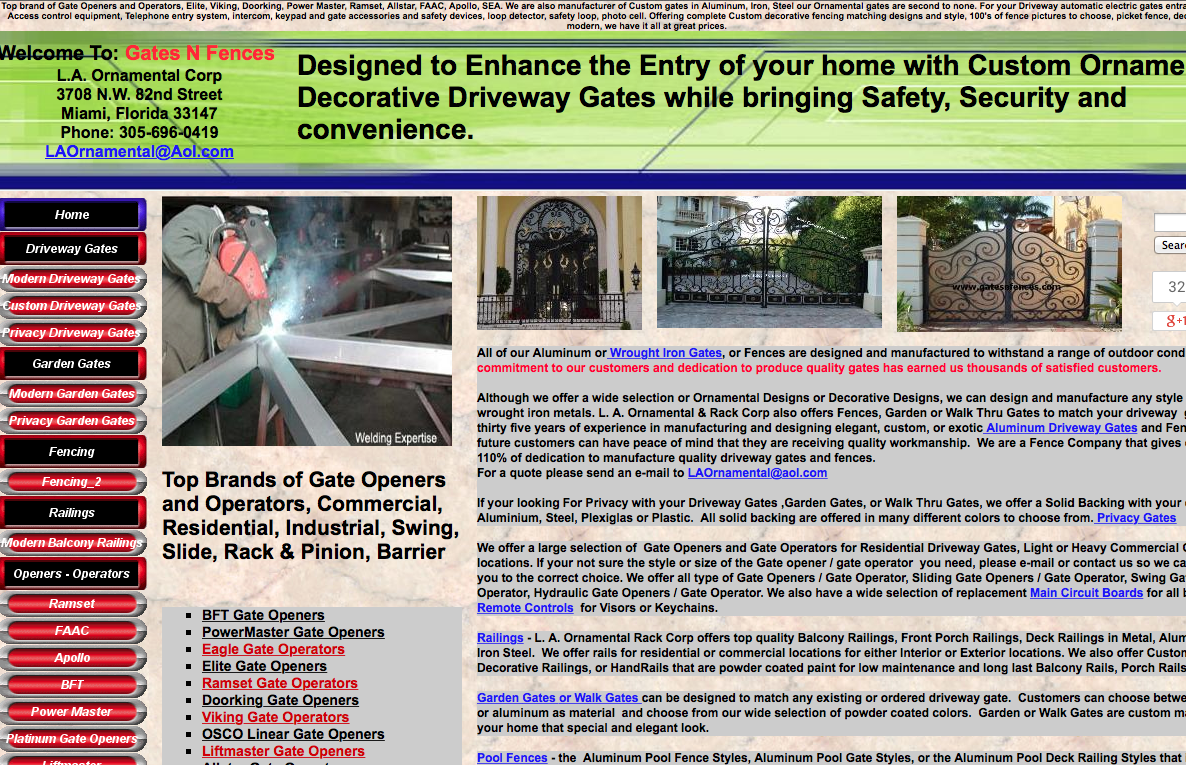 Top brand of Gate Openers and Operators, Elite, Viking, Doorking, Power Master, Ramset, Allstar, FAAC, Apollo, SEA. We are also manufacturer of Custom gates in Aluminum, Iron, Steel our Ornamental gates are second to none. For your Driveway automatic electric gates entra
Access control equipment, Telephone entry system, intercom, keypad and gate accessories and safety devices, loop detector, safety loop, photo cell. Offering complete Custom decorative fencing matching designs and style, 100's of fence pictures to choose, picket fence, dec
modern, we have it all at great prices.
Welcome To: Gates N Fences
L.A. Ornamental Corp
3708 N.W. 82nd Street
Miami, Florida 33147
Phone: 305-696-0419
LAOrnamental@Aol.com
Designed to Enhance the Entry of your home with Custom Orname
Decorative Driveway Gates while bringing Safety, Security and
convenience.
Home
Driveway Gates
Modern Driveway Gates
Custom Driveway Gates
Privacy Driveway Gates
Garden Gates
Modern Garden Gates
Privacy Garden Gates
Fencing
Fencing_2
Railings
Modern Balcony Railings
Openers - Operators
Ramset
FAAC
Apollo
BFT
Power Master
Platinum Gate Openers
Liftmaster
Welding Expertise
Top Brands of Gate Openers
and Operators, Commercial,
Residential, Industrial, Swing,
Slide, Rack & Pinion, Barrier
BFT Gate Openers
PowerMaster Gate Openers
Eagle Gate Operators
Elite Gate Openers
Ramset Gate Operators
Doorking Gate Openers
Viking Gate Operators
OSCO Linear Gate Openers
Liftmaster Gate Openers
www.gatesnfences.com
Sear
32
g+1
All of our Aluminum or Wrought Iron Gates, or Fences are designed and manufactured to withstand a range of outdoor cond
commitment to our customers and dedication to produce quality gates has earned us thousands of satisfied customers.
Although we offer a wide selection or Ornamental Designs or Decorative Designs, we can design and manufacture any style
wrought iron metals. L. A. Ornamental & Rack Corp also offers Fences, Garden or Walk Thru Gates to match your driveway g
thirty five years of experience in manufacturing and designing elegant, custom, or exotic Aluminum Driveway Gates and Fen
future customers can have peace of mind that they are receiving quality workmanship. We are a Fence Company that gives
110% of dedication to manufacture quality driveway gates and fences.
For a quote please send an e-mail to LAOrnamental@aol.com
If your looking For Privacy with your Driveway Gates ,Garden Gates, or Walk Thru Gates, we offer a Solid Backing with your
Aluminium, Steel, Plexiglas or Plastic. All solid backing are offered in many different colors to choose from. Privacy Gates
We offer a large selection of Gate Openers and Gate Operators for Residential Driveway Gates, Light or Heavy Commercial
locations. If your not sure the style or size of the Gate opener / gate operator you need, please e-mail or contact us so we ca
you to the correct choice. We offer all type of Gate Openers / Gate Operator, Sliding Gate Openers / Gate Operator, Swing Ga
Operator, Hydraulic Gate Openers / Gate Operator. We also have a wide selection of replacement Main Circuit Boards for all b
Remote Controls for Visors or Keychains.
Railings - L. A. Ornamental Rack Corp offers top quality Balcony Railings, Front Porch Railings, Deck Railings in Metal, Alum
Iron Steel. We offer rails for residential or commercial locations for either Interior or Exterior locations. We also offer Custom
Decorative Railings, or HandRails that are powder coated paint for low maintenance and long last Balcony Rails, Porch Rails
Garden Gates or Walk Gates can be designed to match any existing or ordered driveway gate. Customers can choose betwe
or aluminum as material and choose from our wide selection of powder coated colors. Garden or Walk Gates are custom ma
your home that special and elegant look.
Pool Fences - the Aluminum Pool Fence Styles, Aluminum Pool Gate Styles, or the Aluminum Pool Deck Railing Styles that